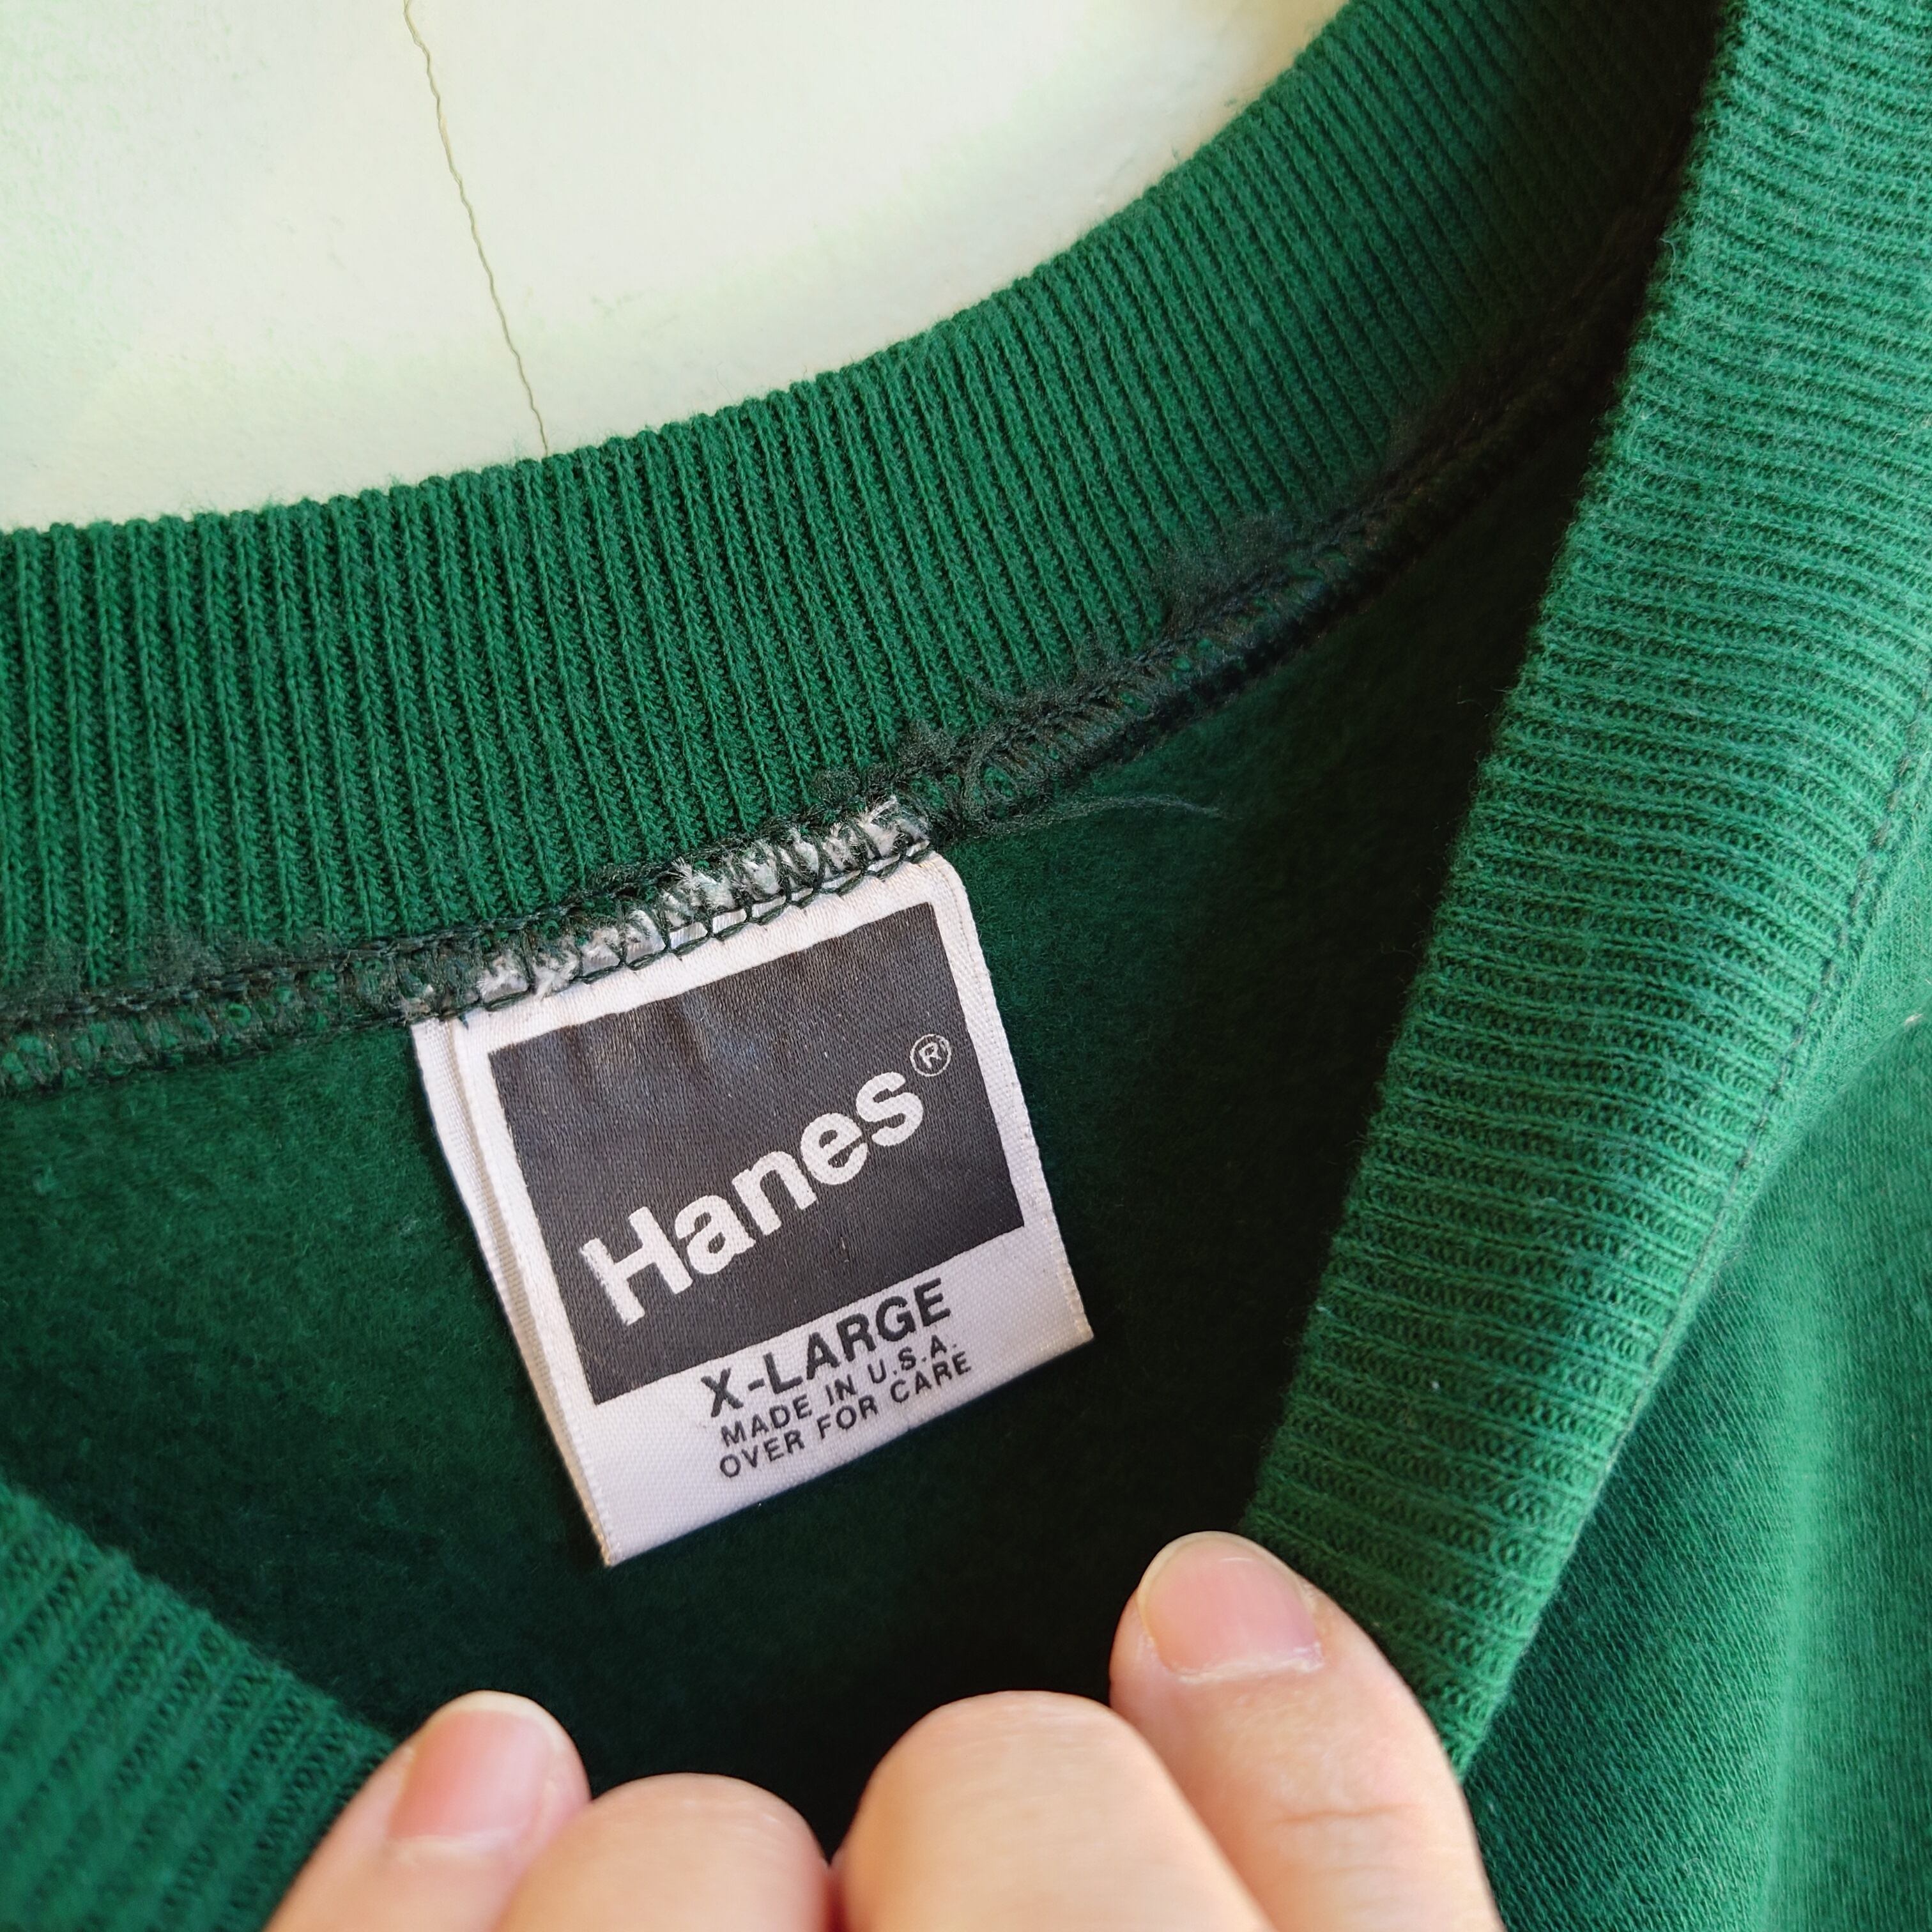 Hanes®
X-LARGE
MADE IN U.S.A.
OVER FOR CARE